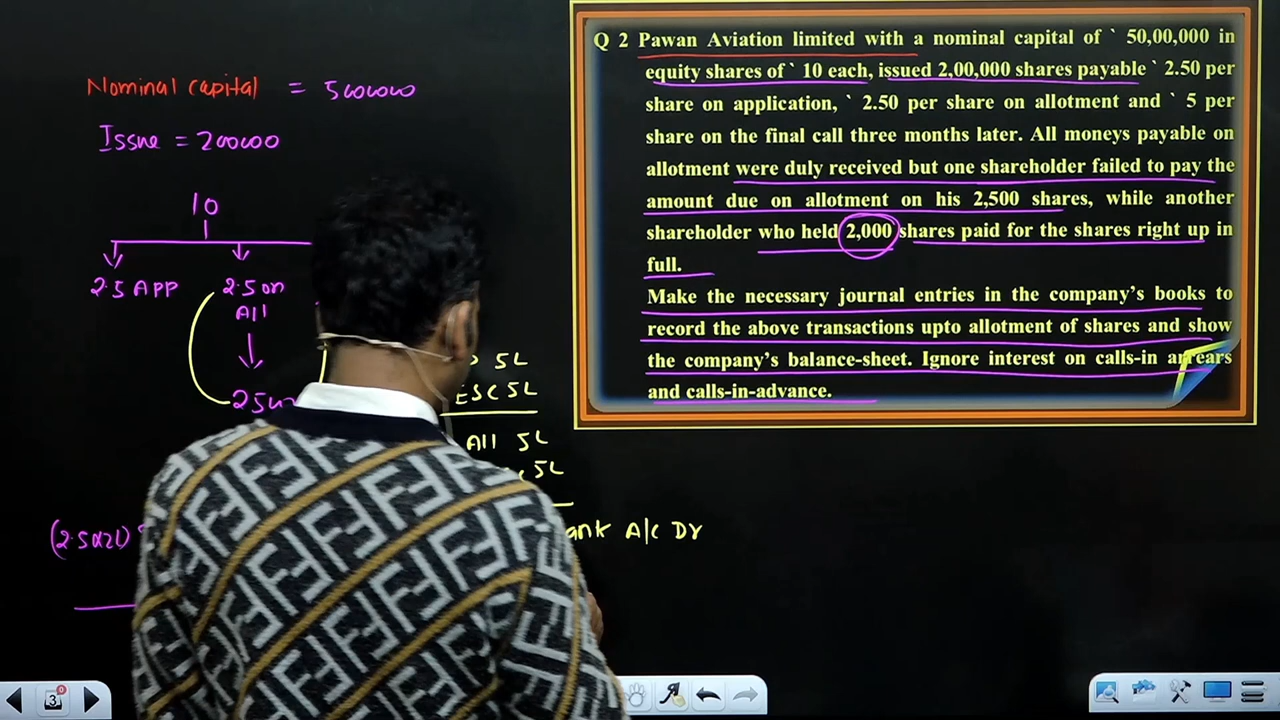 Q 2 Pawan Aviation limited with a nominal capital of ` 50,00,000 in
equity shares of ` 10 each, issued 2,00,000 shares payable ` 2.50 per
share on application, ` 2.50 per share on allotment and ` 5 per
share on the final call three months later. All moneys payable on
allotment were duly received but one shareholder failed to pay the
amount due on allotment on his 2,500 shares, while another
shareholder who held 2,000 shares paid for the shares right up in
full.
Make the necessary journal entries in the company's books to
record the above transactions upto allotment of shares and show
the company's balance-sheet. Ignore interest on calls-in arrears
and calls-in-advance.
Nominal capital = 5000000
Issue = 200000
10
2.5 APP 2.5 on
All
5L
ESC 5L
All 5L
5L
(2.5x2L)
A/c Dr
3